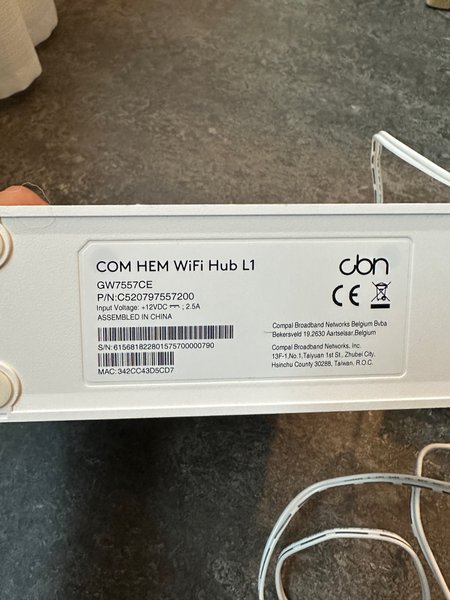 COM HEM WiFi Hub L1
GW7557CE
P/N:C520797557200
Input Voltage: +12VDC ⎓ ; 2.5A
ASSEMBLED IN CHINA
S/N: 615681822801575700000790
MAC: 342CC43D5CD7
cbn
CE
Compal Broadband Networks Belgium Bvba
Bekersveld 19,2630 Aartselaar,Belgium
Compal Broadband Networks, Inc.
13F-1,No.1,Taiyuan 1st St., Zhubei City,
Hsinchu County 30288, Taiwan, R.O.C.